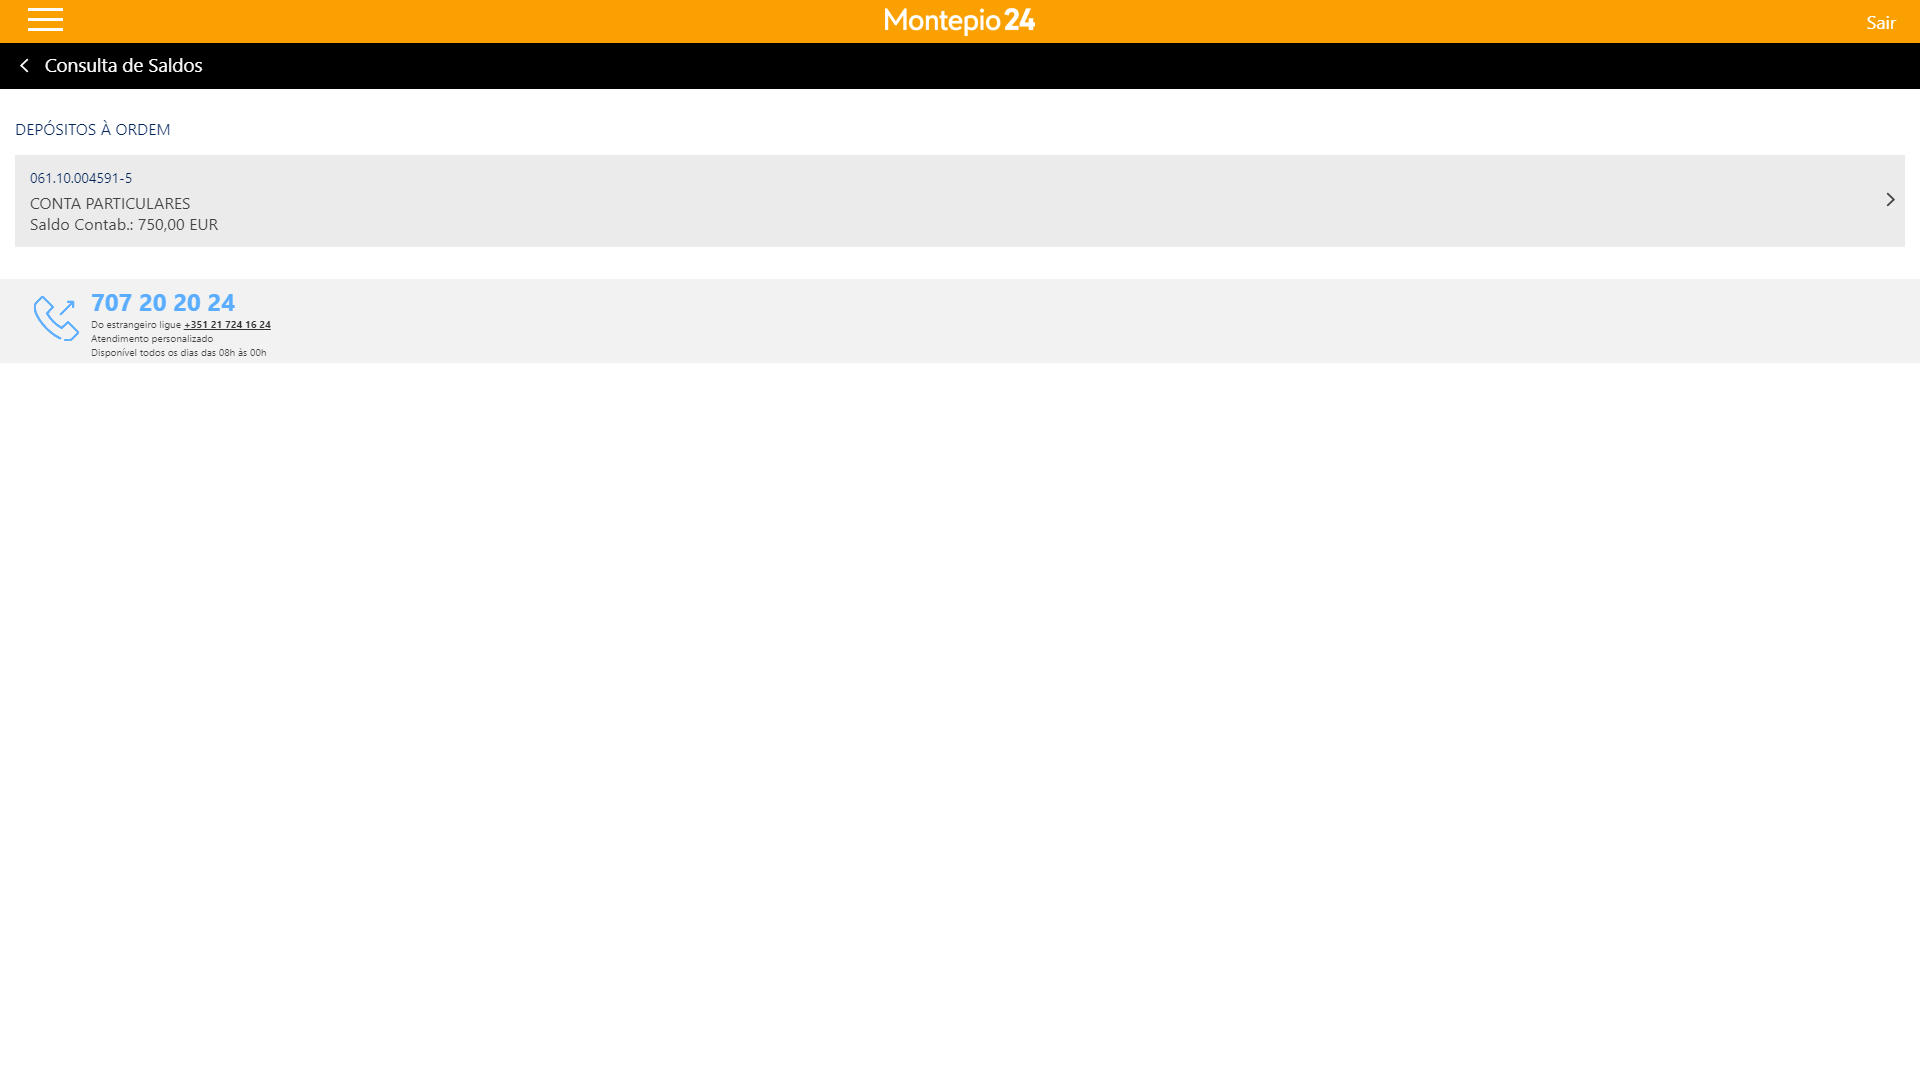 Montepio 24
Sair
Consulta de Saldos
DEPÓSITOS À ORDEM
061.10.004591-5
CONTA PARTICULARES
Saldo Contab.: 750,00 EUR
707 20 20 24
Do estrangeiro ligue +351 21 724 16 24
Atendimento personalizado
Disponível todos os dias das 08h às 00h